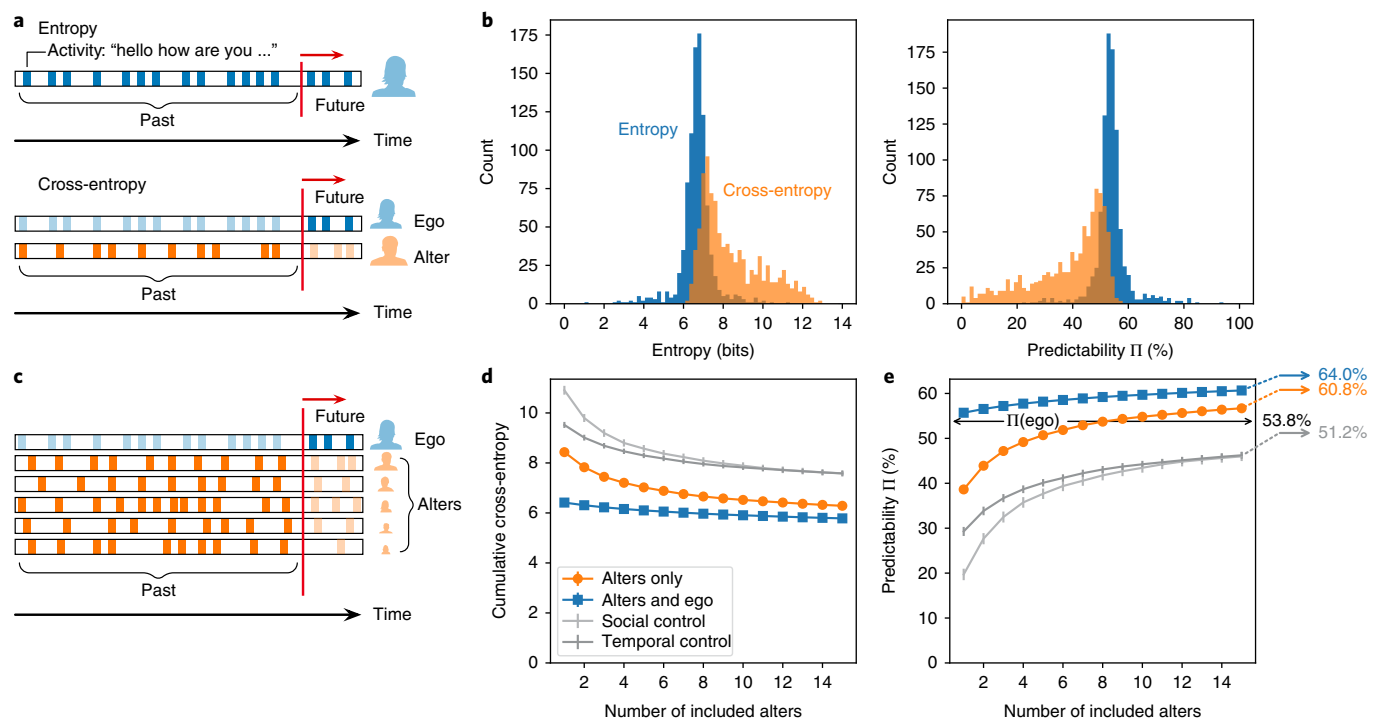 a
Entropy
Activity: “hello how are you ...”
Future
Past
Time
Cross-entropy
Future
Ego
Alter
Past
Time
b
175
150
125
100
75
50
25
0
Count
Entropy
Cross-entropy
0 2 4 6 8 10 12 14
Entropy (bits)
175
150
125
100
75
50
25
0
Count
0 20 40 60 80 100
Predictability Π (%)
c
Future
Ego
Alters
Past
Time
d
10
8
6
4
2
0
Cumulative cross-entropy
Alters only
Alters and ego
Social control
Temporal control
2 4 6 8 10 12 14
Number of included alters
e
60
50
40
30
20
10
0
Predictability Π (%)
Π(ego)
64.0%
60.8%
53.8%
51.2%
2 4 6 8 10 12 14
Number of included alters